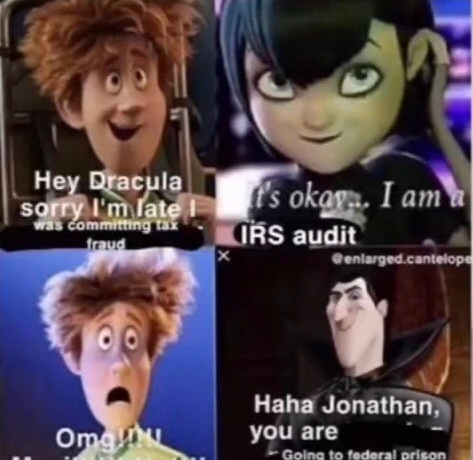 Hey Dracula
sorry I'm late I
was committing tax
fraud
It's okay... I am a
IRS audit
Omg!!!!!
@enlarged.cantelope
Haha Jonathan,
you are
Going to federal prison